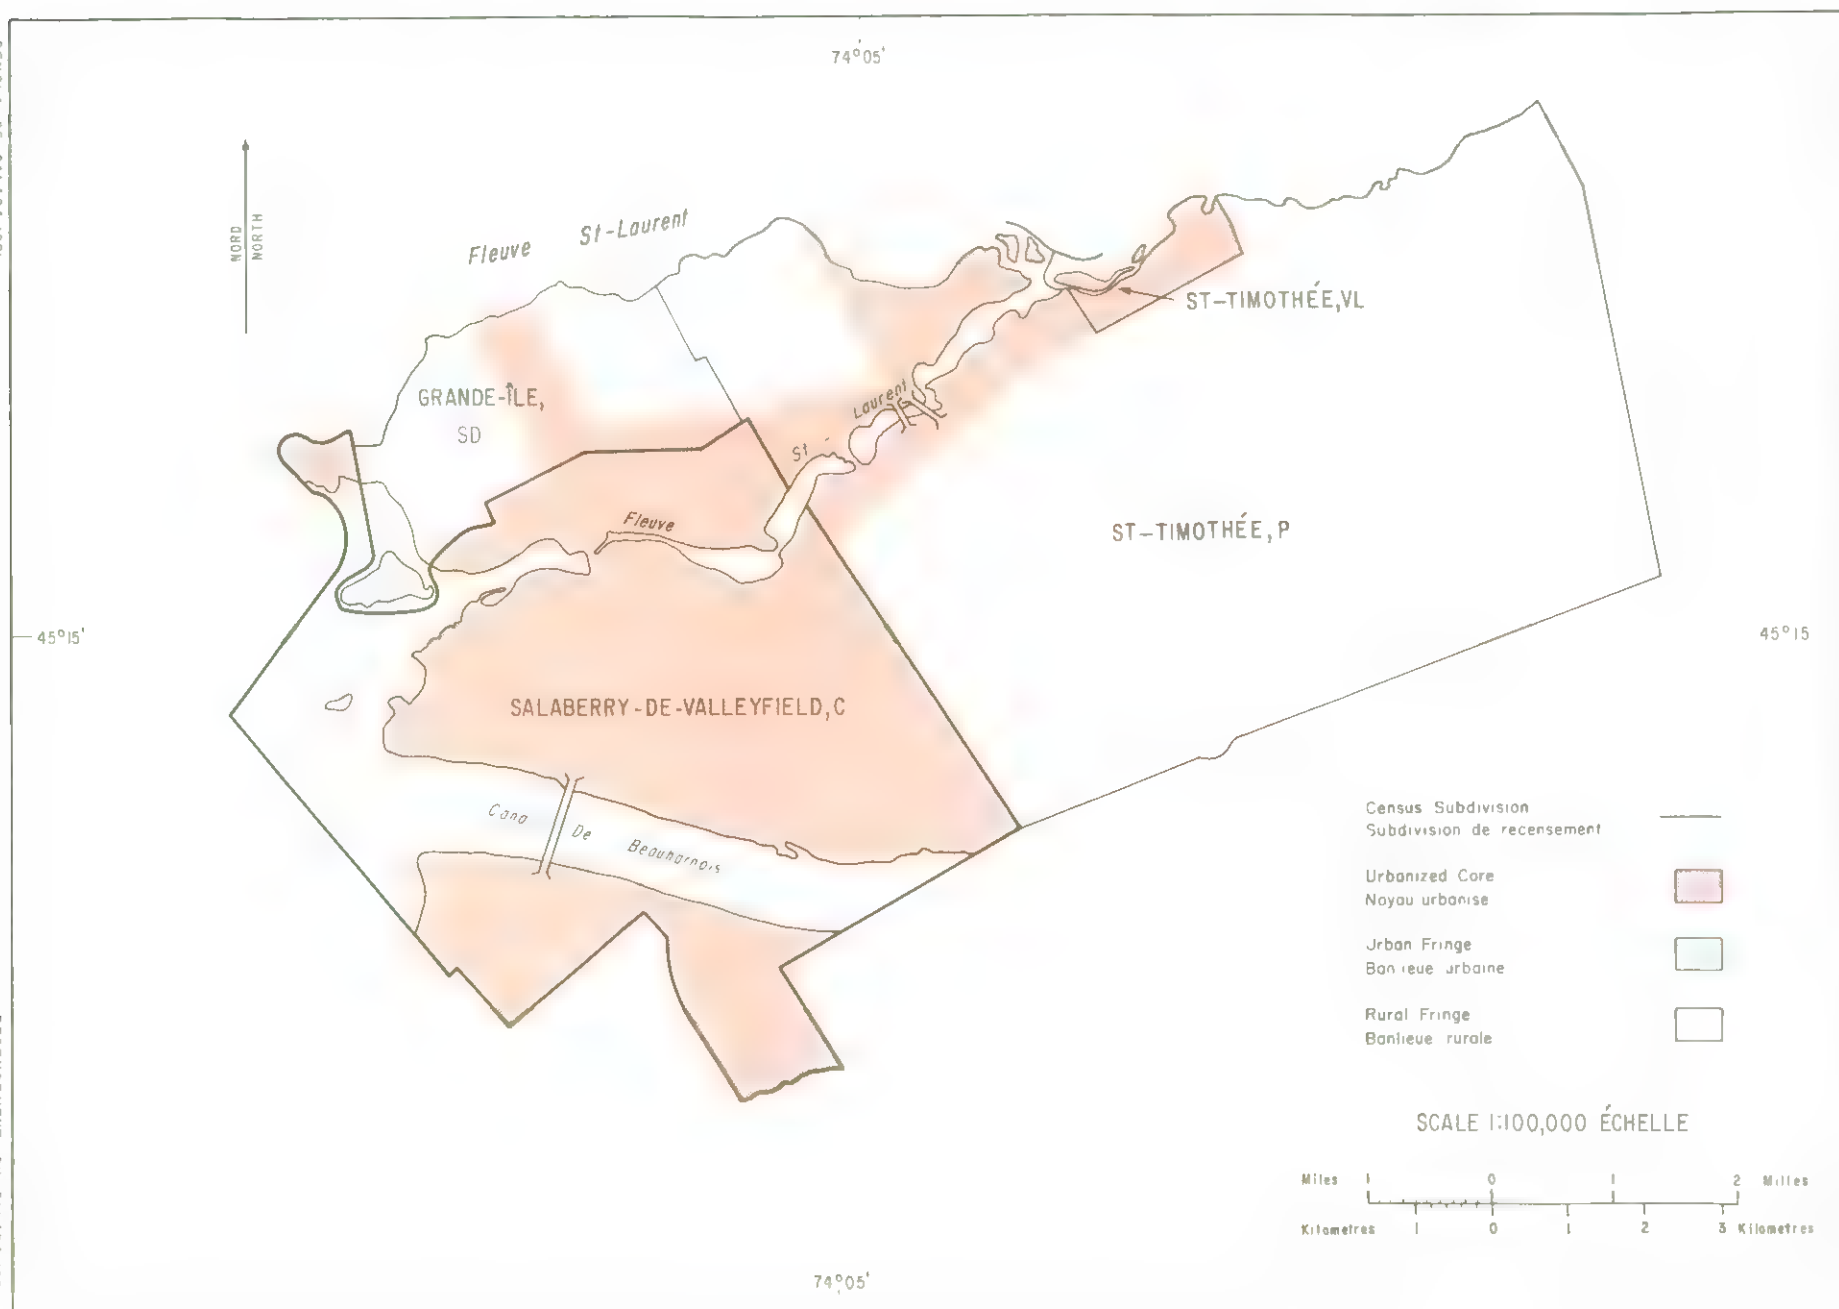 74°05'
NORD
NORTH
Fleuve St-Laurent
ST-TIMOTHÉE,VL
GRANDE-ÎLE,
SD
Laurent
St
Fleuve
ST-TIMOTHÉE,P
45°15'
45°15
SALABERRY-DE-VALLEYFIELD,C
Cana De Beauharnois
Census Subdivision
Subdivision de recensement
Urbanized Core
Noyau urbanise
Urban Fringe
Banlieue urbaine
Rural Fringe
Banlieue rurale
SCALE 1:100,000 ÉCHELLE
Miles 1 0 1 2 Milles
Kilometres 1 0 1 2 3 Kilometres
74°05'